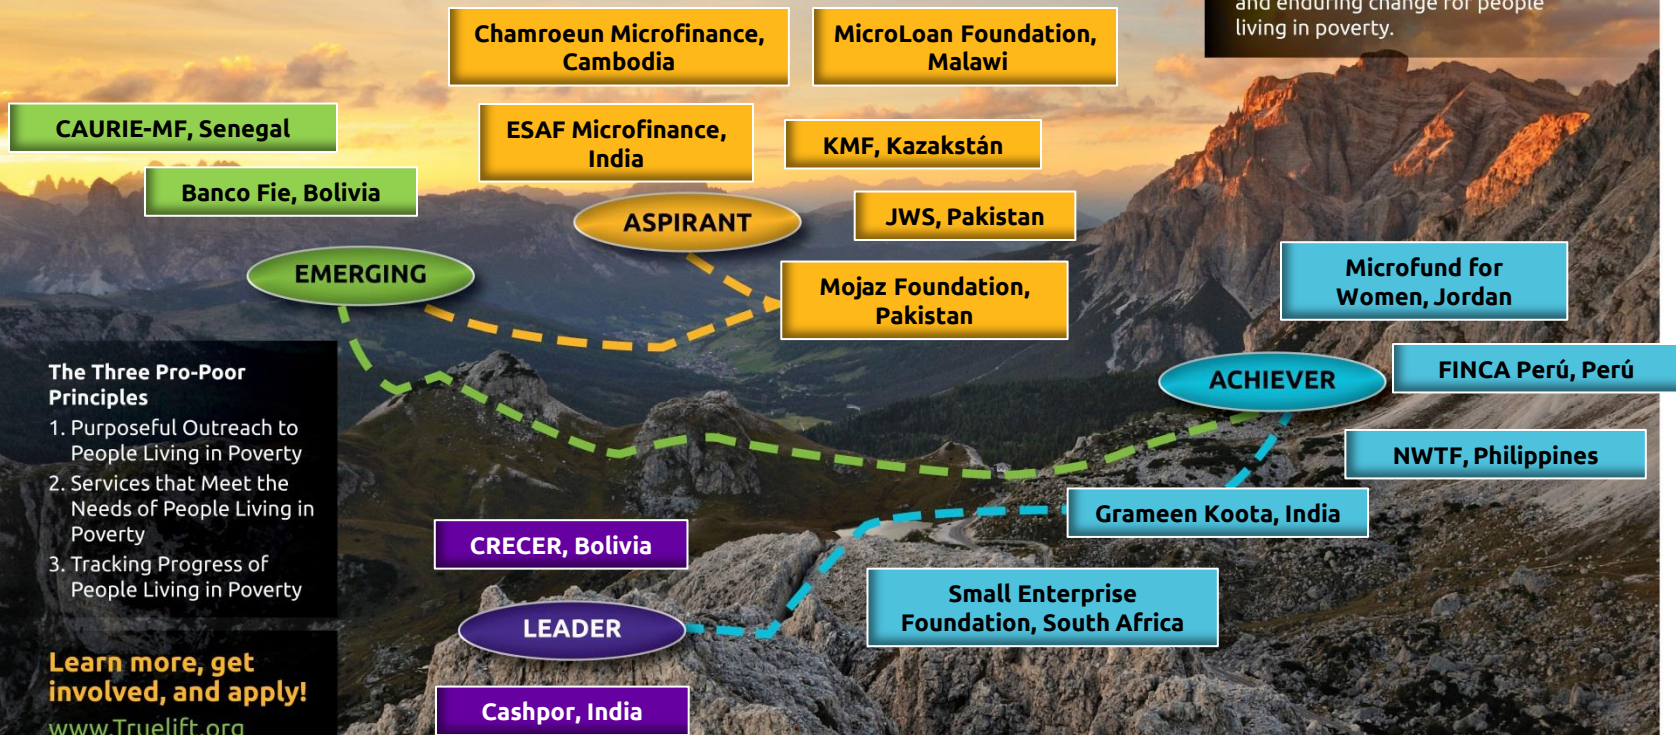 and enduring change for people
living in poverty.
Chamroeun Microfinance,
Cambodia
MicroLoan Foundation,
Malawi
CAURIE-MF, Senegal
ESAF Microfinance,
India
KMF, Kazakstán
Banco Fie, Bolivia
JWS, Pakistan
ASPIRANT
EMERGING
Mojaz Foundation,
Pakistan
Microfund for
Women, Jordan
The Three Pro-Poor
Principles
1. Purposeful Outreach to
People Living in Poverty
2. Services that Meet the
Needs of People Living in
Poverty
3. Tracking Progress of
People Living in Poverty
ACHIEVER
FINCA Perú, Perú
NWTF, Philippines
Grameen Koota, India
CRECER, Bolivia
Small Enterprise
Foundation, South Africa
LEADER
Learn more, get
involved, and apply!
www.Truelift.org
Cashpor, India